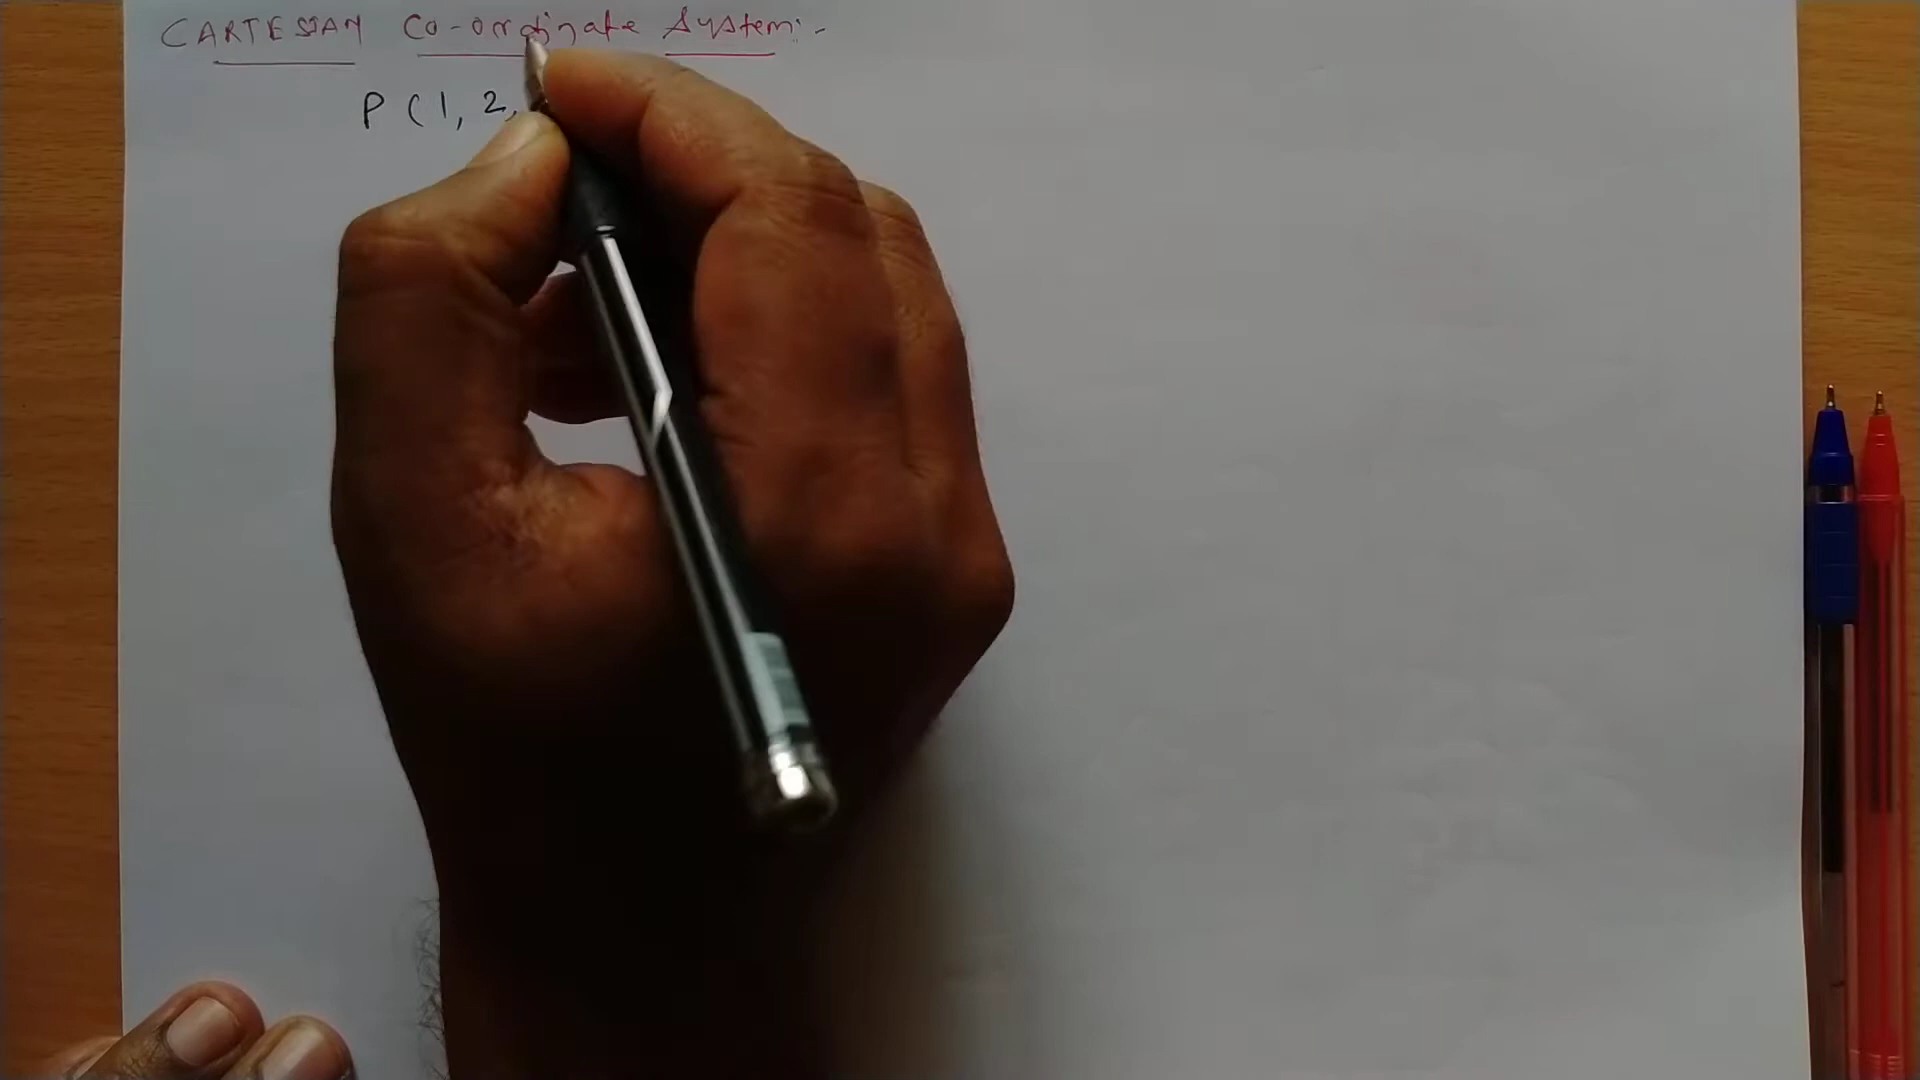 CARTESIAN Co-ordinate System:-
P (1, 2,